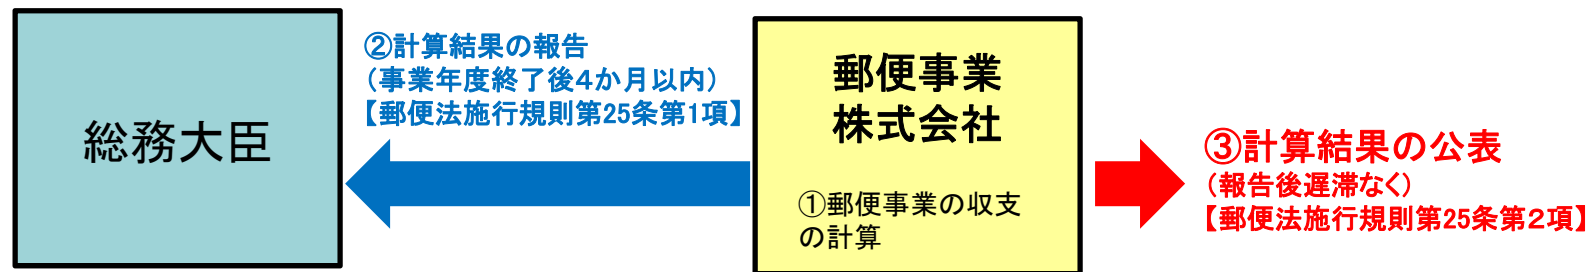 総務大臣
②計算結果の報告
(事業年度終了後4か月以内)
【郵便法施行規則第25条第1項】
郵便事業
株式会社
①郵便事業の収支
の計算
③計算結果の公表
(報告後遅滞なく)
【郵便法施行規則第25条第2項】